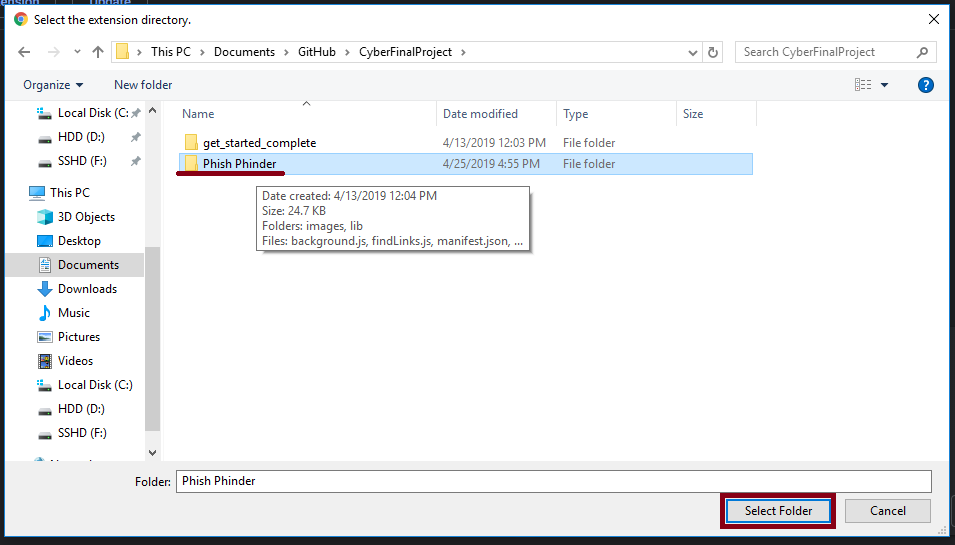 Update
Select the extension directory.
This PC > Documents > GitHub > CyberFinalProject >
Search CyberFinalProject
Organize
New folder
Name
Date modified
Type
Size
Local Disk (C:
HDD (D:)
SSHD (F:)
This PC
3D Objects
Desktop
Documents
Downloads
Music
Pictures
Videos
Local Disk (C:)
HDD (D:)
SSHD (F:)
get_started_complete 4/13/2019 12:03 PM File folder
Phish Phinder 4/25/2019 4:55 PM File folder
Date created: 4/13/2019 12:04 PM
Size: 24.7 KB
Folders: images, lib
Files: background.js, findLinks.js, manifest.json, ...
Folder: Phish Phinder
Select Folder
Cancel